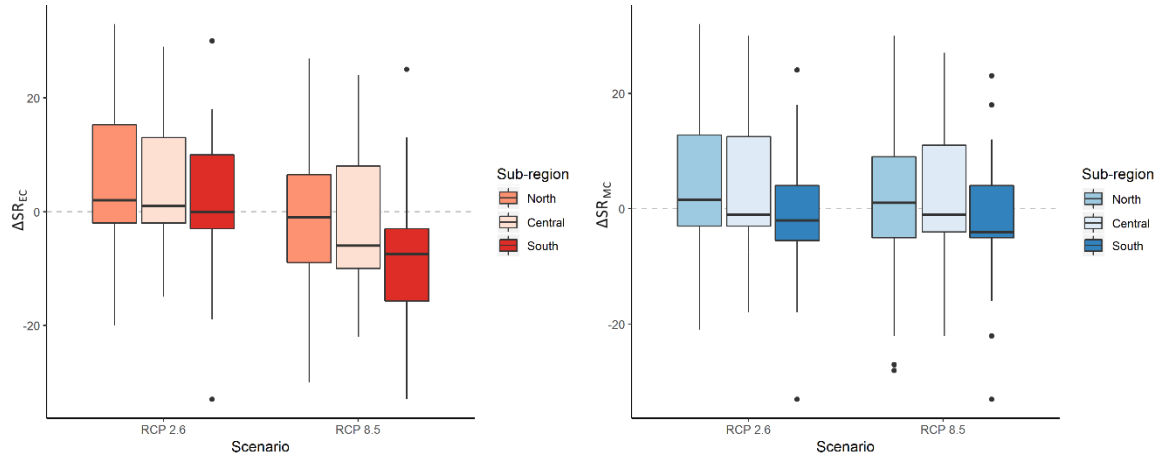 ΔSR_EC
20
0
-20
RCP 2.6
RCP 8.5
Scenario
Sub-region
North
Central
South
ΔSR_MC
20
0
-20
RCP 2.6
RCP 8.5
Scenario
Sub-region
North
Central
South